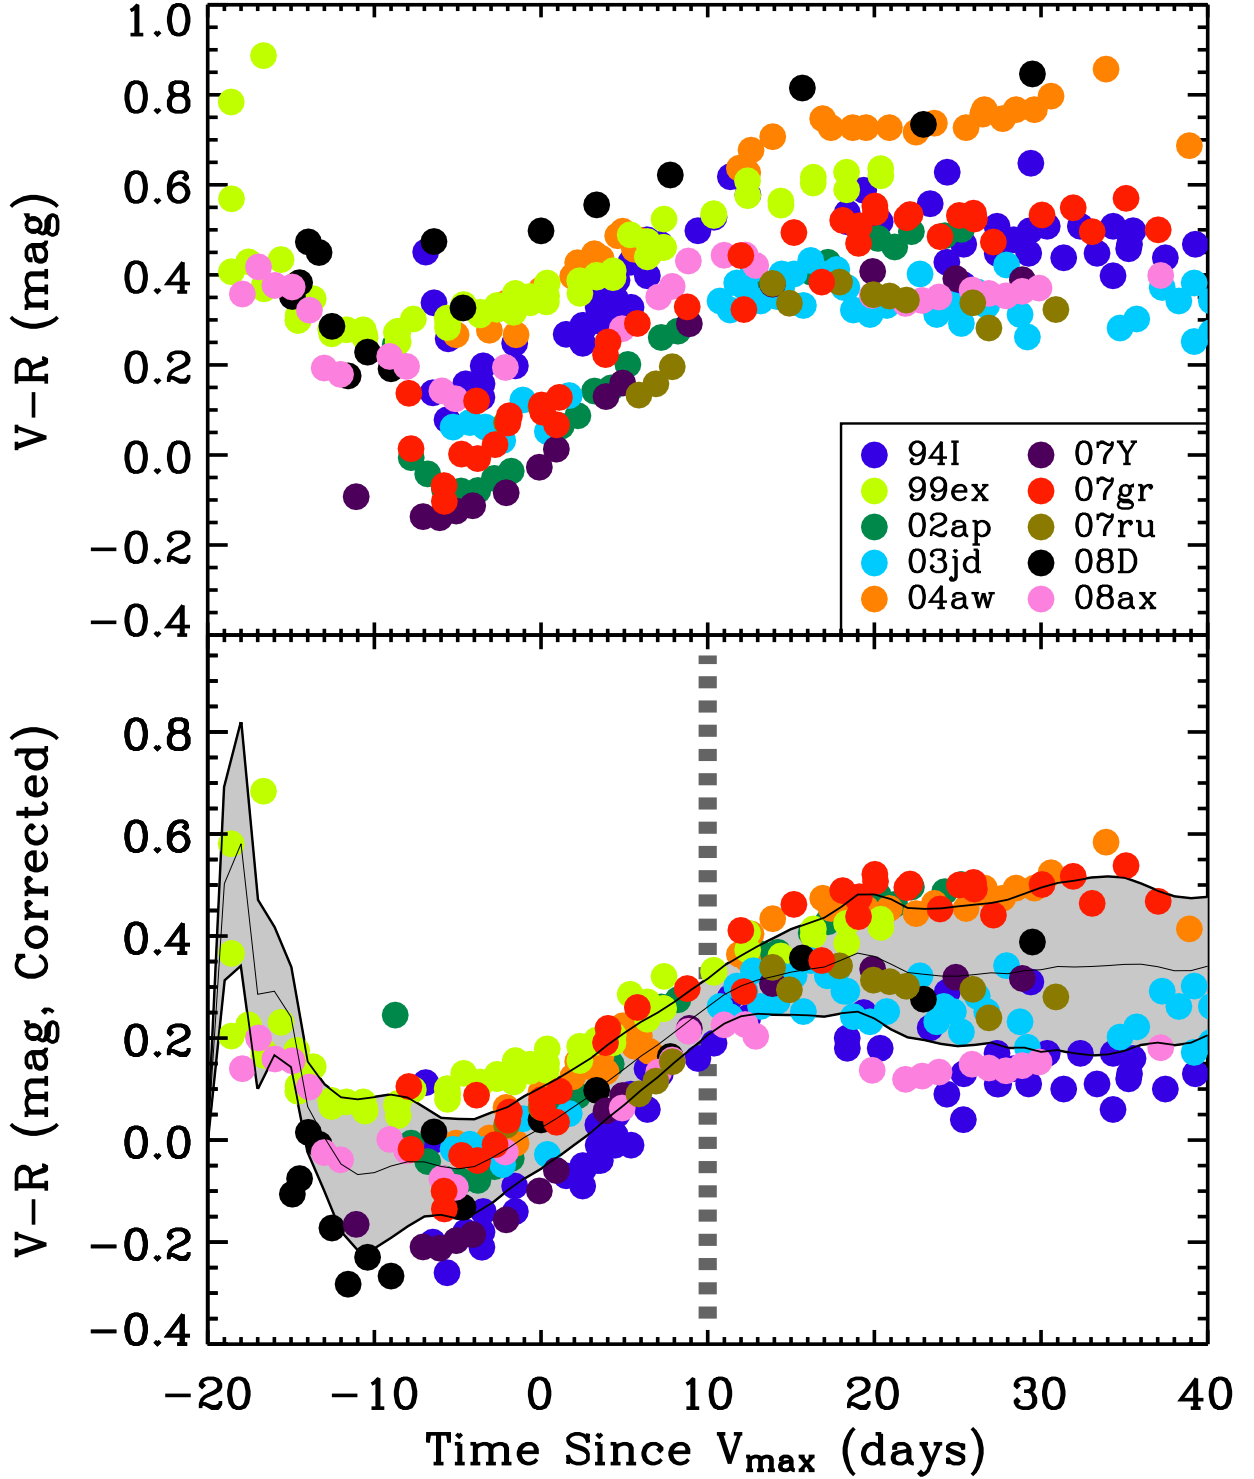 1.0
0.8
0.6
0.4
0.2
0.0
−0.2
−0.4
V−R (mag)
94I 07Y
99ex 07gr
02ap 07ru
03jd 08D
04aw 08ax
0.8
0.6
0.4
0.2
0.0
−0.2
−0.4
V−R (mag, Corrected)
−20 −10 0 10 20 30 40
Time Since Vmax (days)